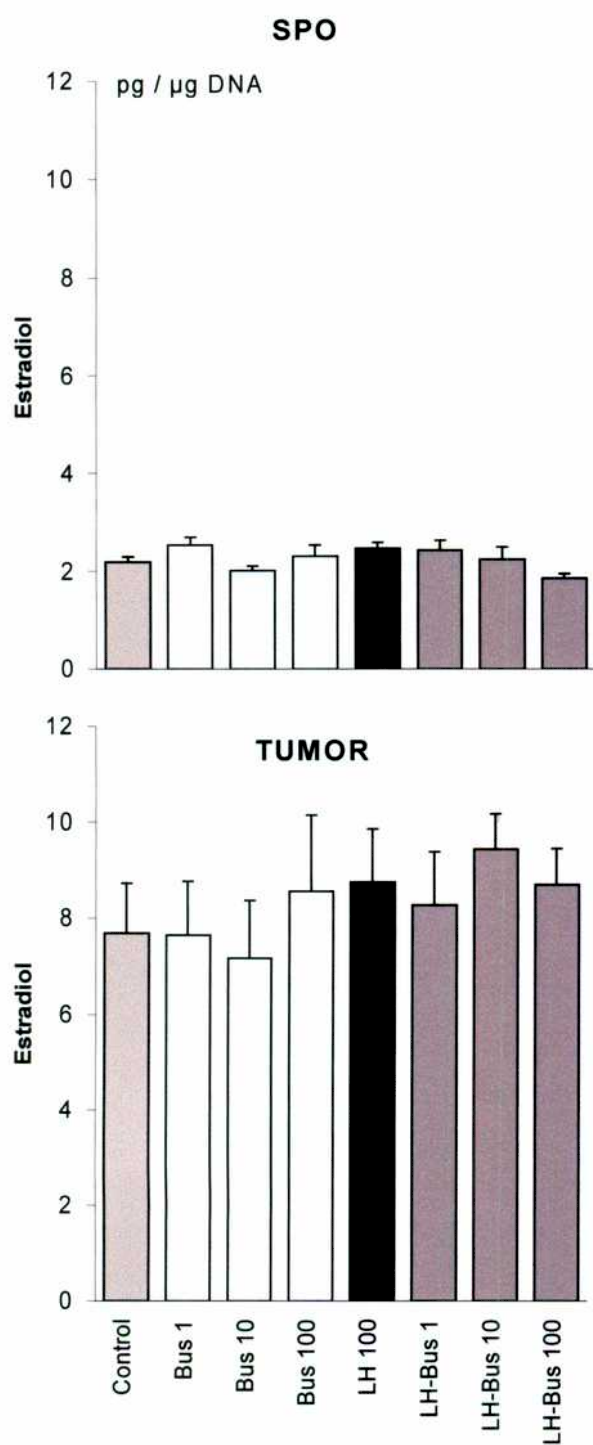 SPO
pg / µg DNA
12
10
8
6
4
2
0
Estradiol
TUMOR
12
10
8
6
4
2
0
Estradiol
Control
Bus 1
Bus 10
Bus 100
LH 100
LH-Bus 1
LH-Bus 10
LH-Bus 100